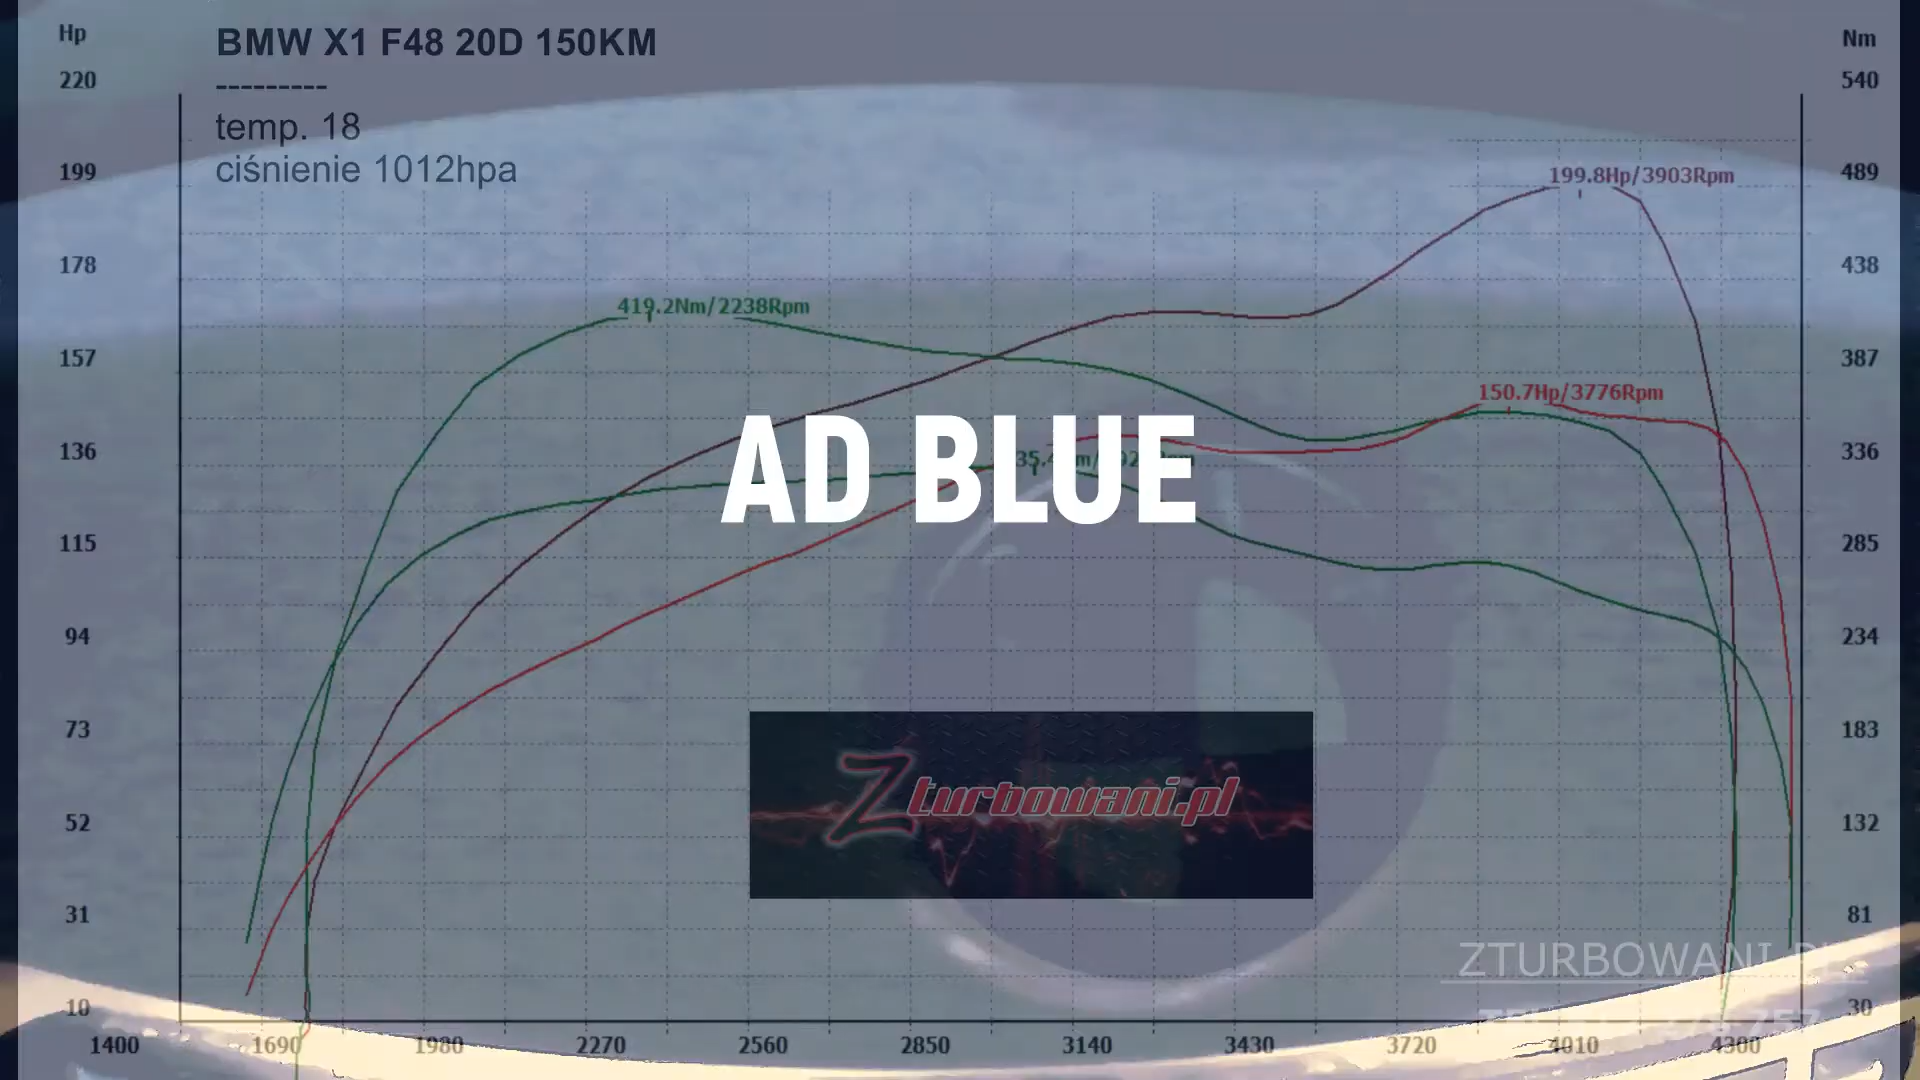 Hp
BMW X1 F48 20D 150KM
Nm
220
---------
540
temp. 18
ciśnienie 1012hpa
199
199.8Hp/3903Rpm
489
178
438
419.2Nm/2238Rpm
157
387
150.7Hp/3776Rpm
136
336
AD BLUE
115
285
94
234
73
183
Zturbowani.pl
52
132
31
81
ZTURBOWANI.PL
10
30
1400 1690 1980 2270 2560 2850 3140 3430 3720 4010 4300